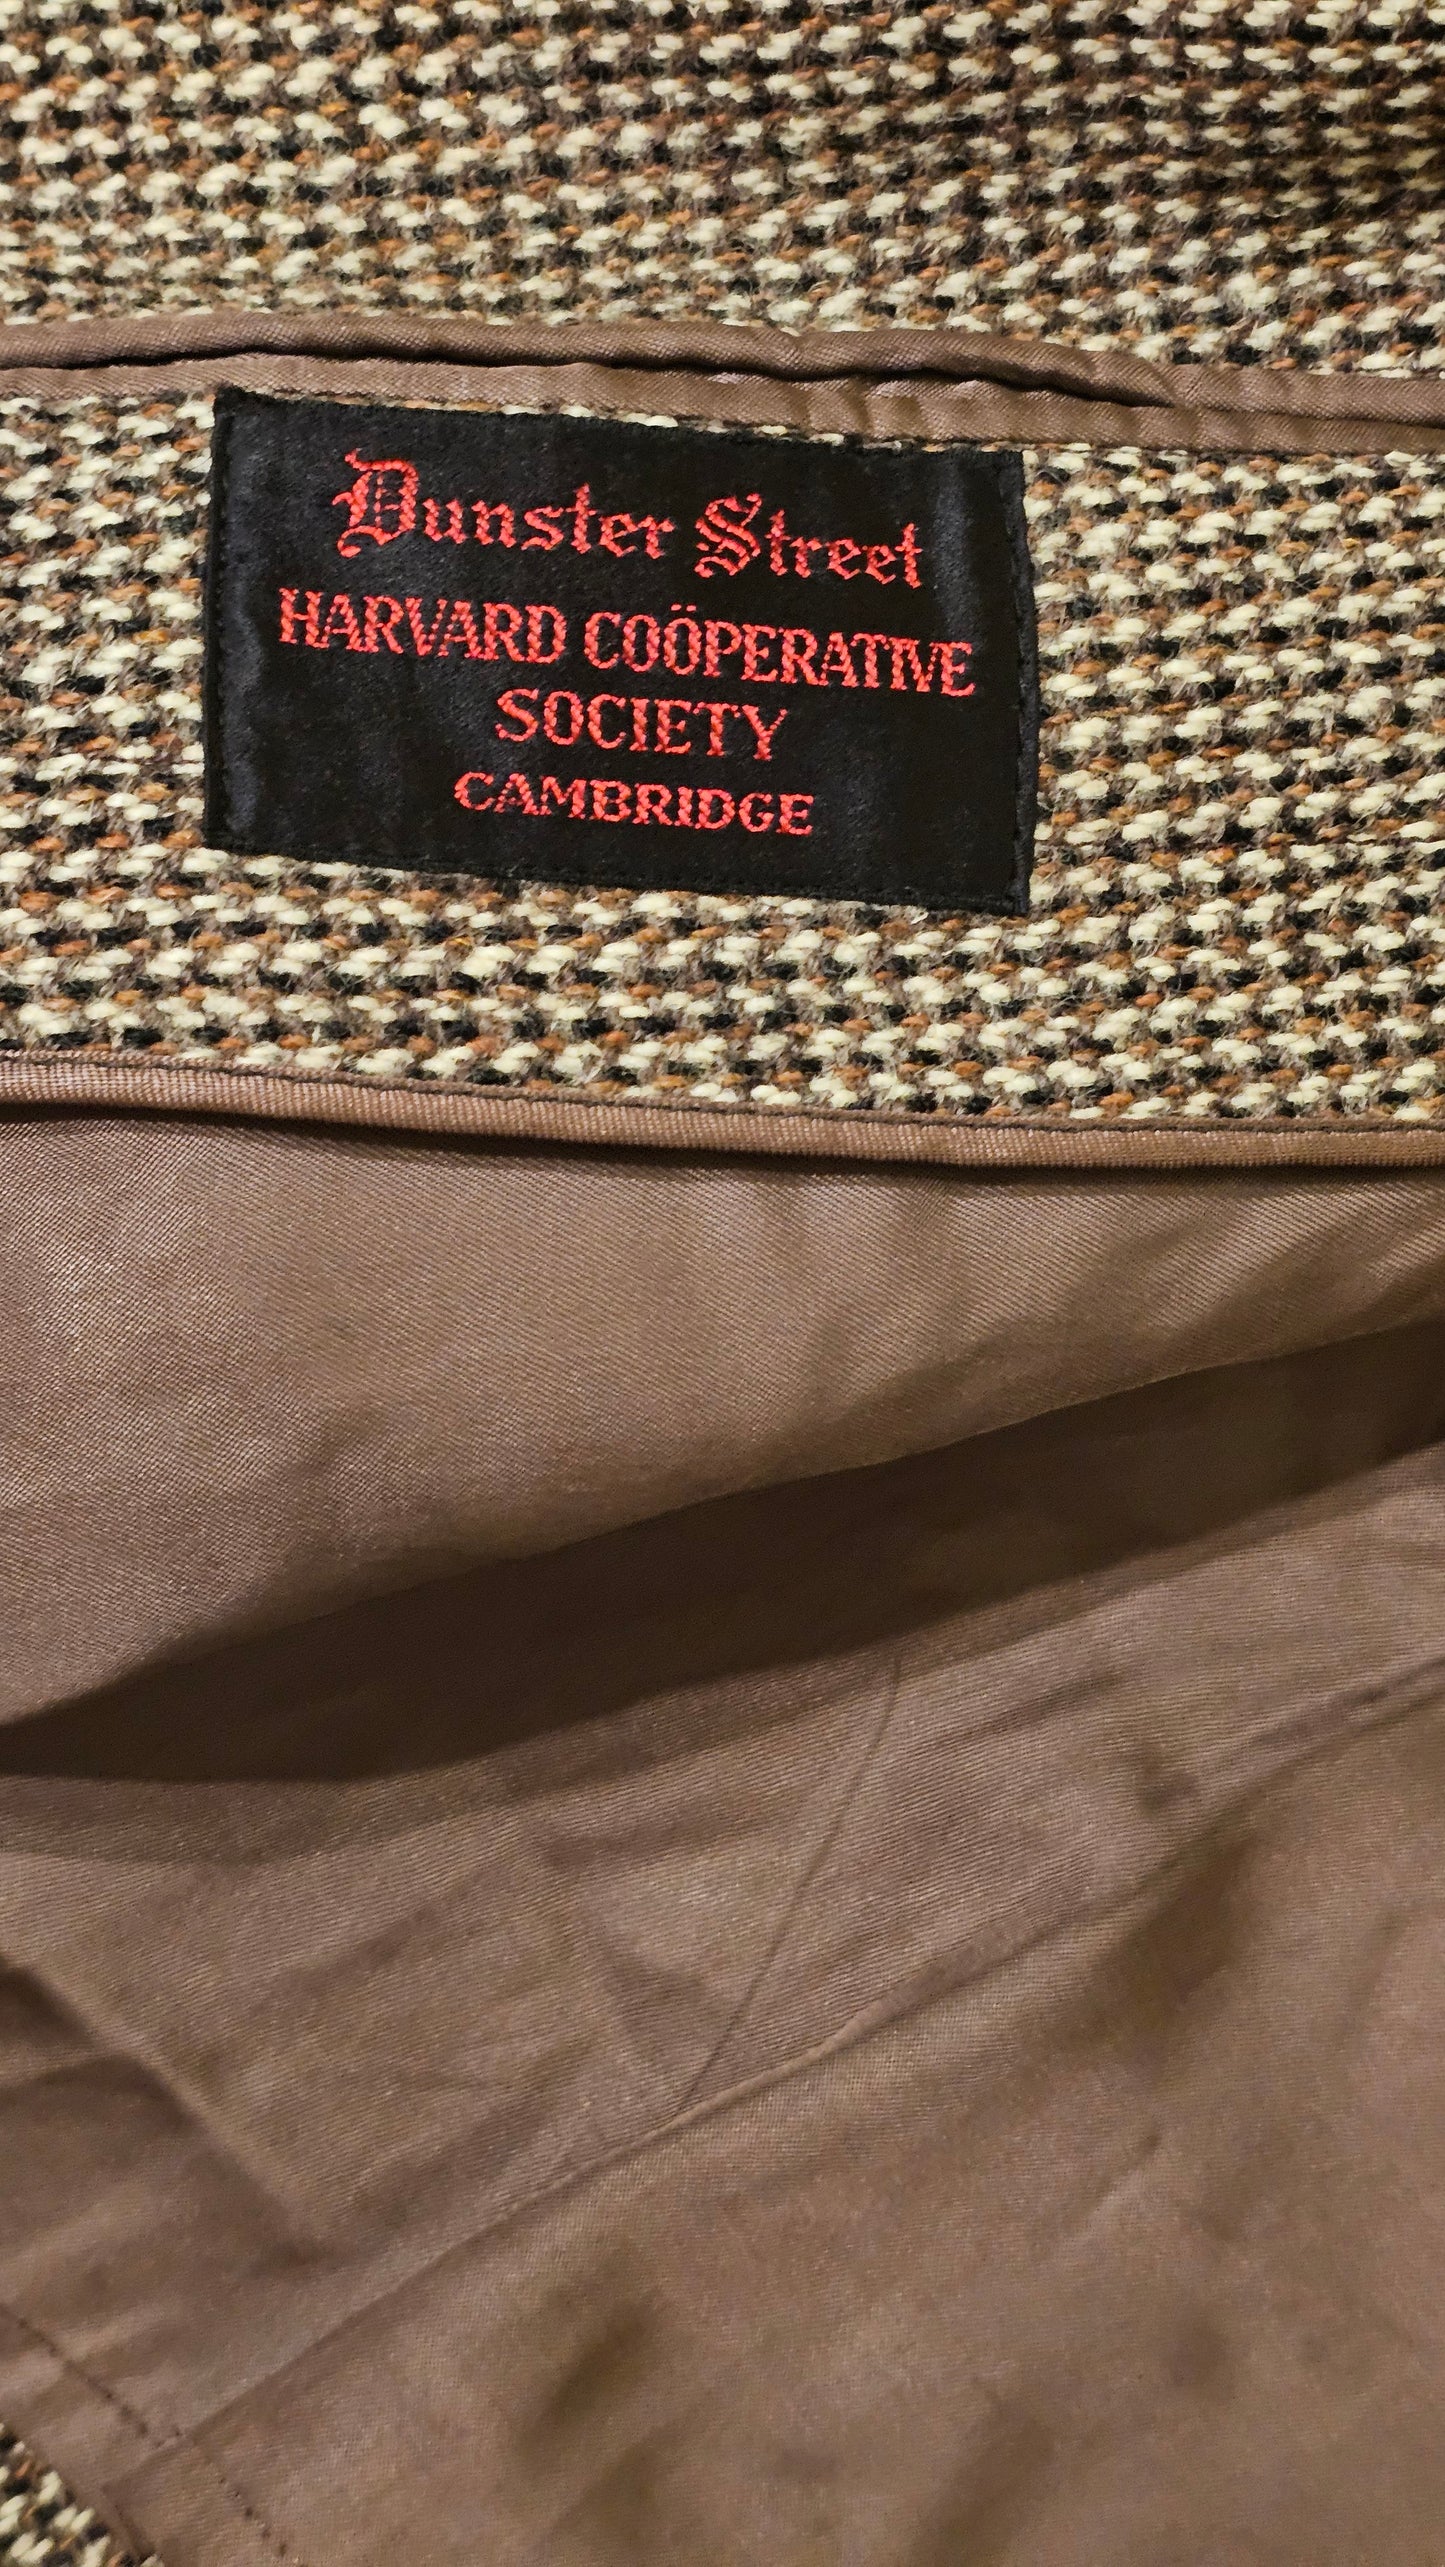 Dunster Street
HARVARD COÖPERATIVE
SOCIETY
CAMBRIDGE